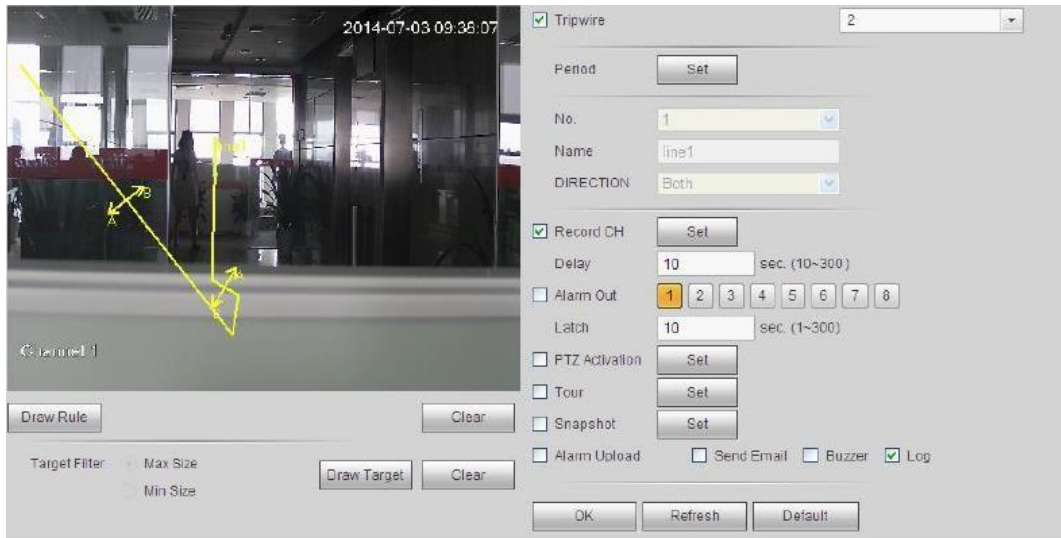 2014-07-03 09:38:07
line1
B
A
A
Channel 1
Draw Rule
Clear
Target Filter
Max Size
Min Size
Draw Target
Clear
Tripwire
2
Period
Set
No.
1
Name
line1
DIRECTION
Both
Record CH
Set
Delay
10
sec. (10~300)
Alarm Out
1 2 3 4 5 6 7 8
Latch
10
sec. (1~300)
PTZ Activation
Set
Tour
Set
Snapshot
Set
Alarm Upload
Send Email
Buzzer
Log
OK
Refresh
Default